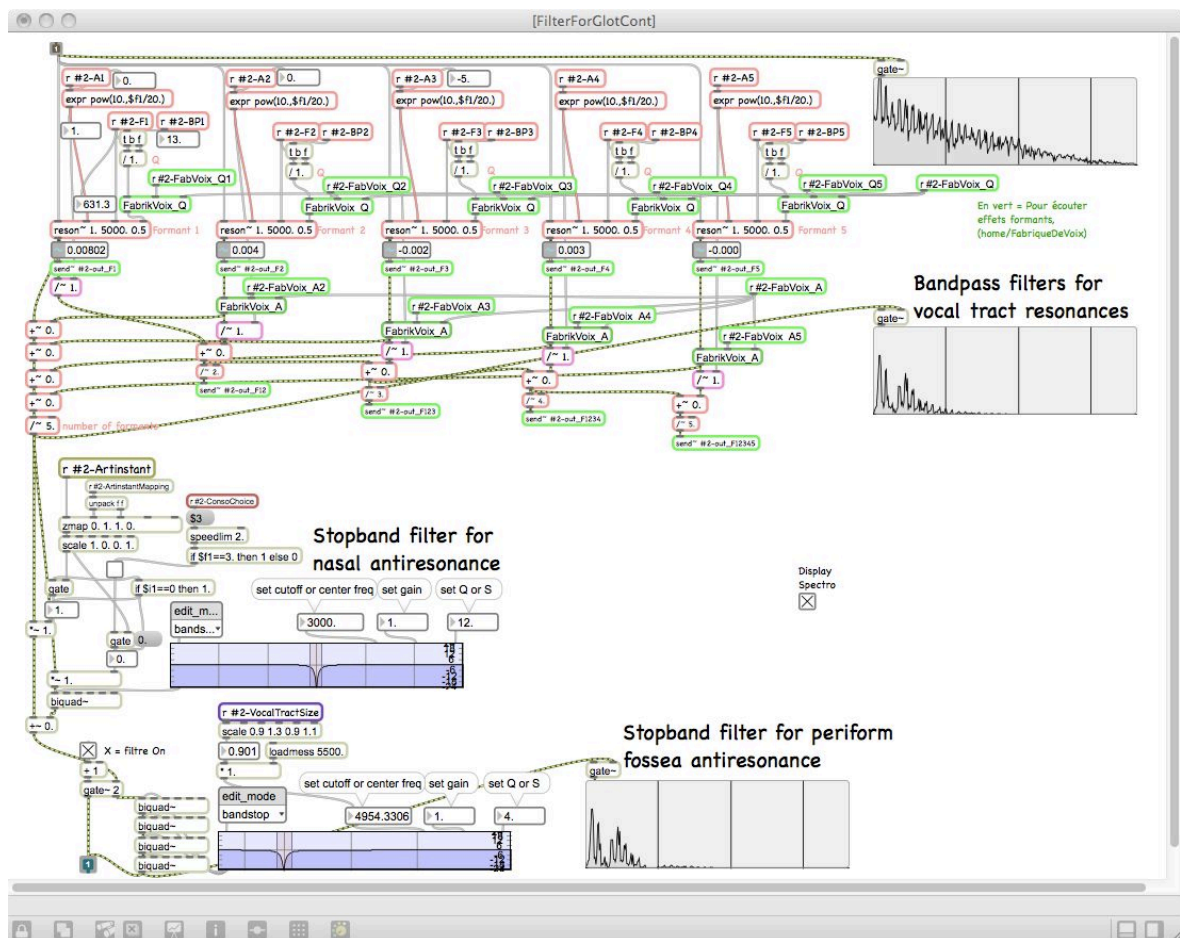 [FilterForGlotCont]
1
gate~
r #2-A1
0.
r #2-A2
0.
r #2-A3
-5.
r #2-A4
r #2-A5
expr pow(10.,$f1/20.)
expr pow(10.,$f1/20.)
expr pow(10.,$f1/20.)
expr pow(10.,$f1/20.)
expr pow(10.,$f1/20.)
1.
r #2-F1
r #2-BP1
r #2-F2
r #2-BP2
r #2-F3
r #2-BP3
r #2-F4
r #2-BP4
r #2-F5
r #2-BP5
t b f
13.
t b f
t b f
t b f
t b f
/ 1.
Q
/ 1.
Q
/ 1.
Q
/ 1.
Q
/ 1.
Q
r #2-FabVoix_Q1
r #2-FabVoix_Q2
r #2-FabVoix_Q3
r #2-FabVoix_Q4
r #2-FabVoix_Q5
r #2-FabVoix_Q
631.3
FabrikVoix_Q
FabrikVoix_Q
FabrikVoix_Q
FabrikVoix_Q
FabrikVoix_Q
En vert = Pour écouter
effets formants,
(home/FabriqueDeVoix)
reson~ 1. 5000. 0.5
Formant 1
reson~ 1. 5000. 0.5
Formant 2
reson~ 1. 5000. 0.5
Formant 3
reson~ 1. 5000. 0.5
Formant 4
reson~ 1. 5000. 0.5
Formant 5
0.00802
0.004
-0.002
0.003
-0.000
send~ #2-out_F1
send~ #2-out_F2
send~ #2-out_F3
send~ #2-out_F4
send~ #2-out_F5
/~ 1.
r #2-FabVoix_A2
r #2-FabVoix_A
Bandpass filters for
vocal tract resonances
FabrikVoix_A
r #2-FabVoix_A3
r #2-FabVoix_A4
gate~
+~ 0.
/~ 1.
FabrikVoix_A
FabrikVoix_A
r #2-FabVoix_A5
+~ 0.
+~ 0.
/~ 1.
/~ 1.
FabrikVoix_A
+~ 0.
/~ 2.
+~ 0.
+~ 0.
/~ 1.
+~ 0.
send~ #2-out_F12
/~ 3.
/~ 4.
+~ 0.
/~ 5.
number of formants
send~ #2-out_F123
send~ #2-out_F1234
/~ 5.
send~ #2-out_F12345
r #2-Artinstant
r #2-ArtinstantMapping
unpack f f
r #2-ConsoChoice
$3
zmap 0. 1. 1. 0.
speedlim 2.
scale 1. 0. 0. 1.
if $f1==3. then 1 else 0
Stopband filter for
nasal antiresonance
gate
if $i1==0 then 1.
set cutoff or center freq
set gain
set Q or S
1.
edit_m...
bands...
3000.
1.
12.
Display
Spectro
*~ 1.
gate
0.
0.
*~ 1.
biquad~
+~ 0.
r #2-VocalTractSize
scale 0.9 1.3 0.9 1.1
X = filtre On
0.901
loadmess 5500.
Stopband filter for periform
fossea antiresonance
+ 1
* 1.
gate~ 2
set cutoff or center freq
set gain
set Q or S
gate~
edit_mode
bandstop
4954.3306
1.
4.
biquad~
biquad~
biquad~
biquad~
1